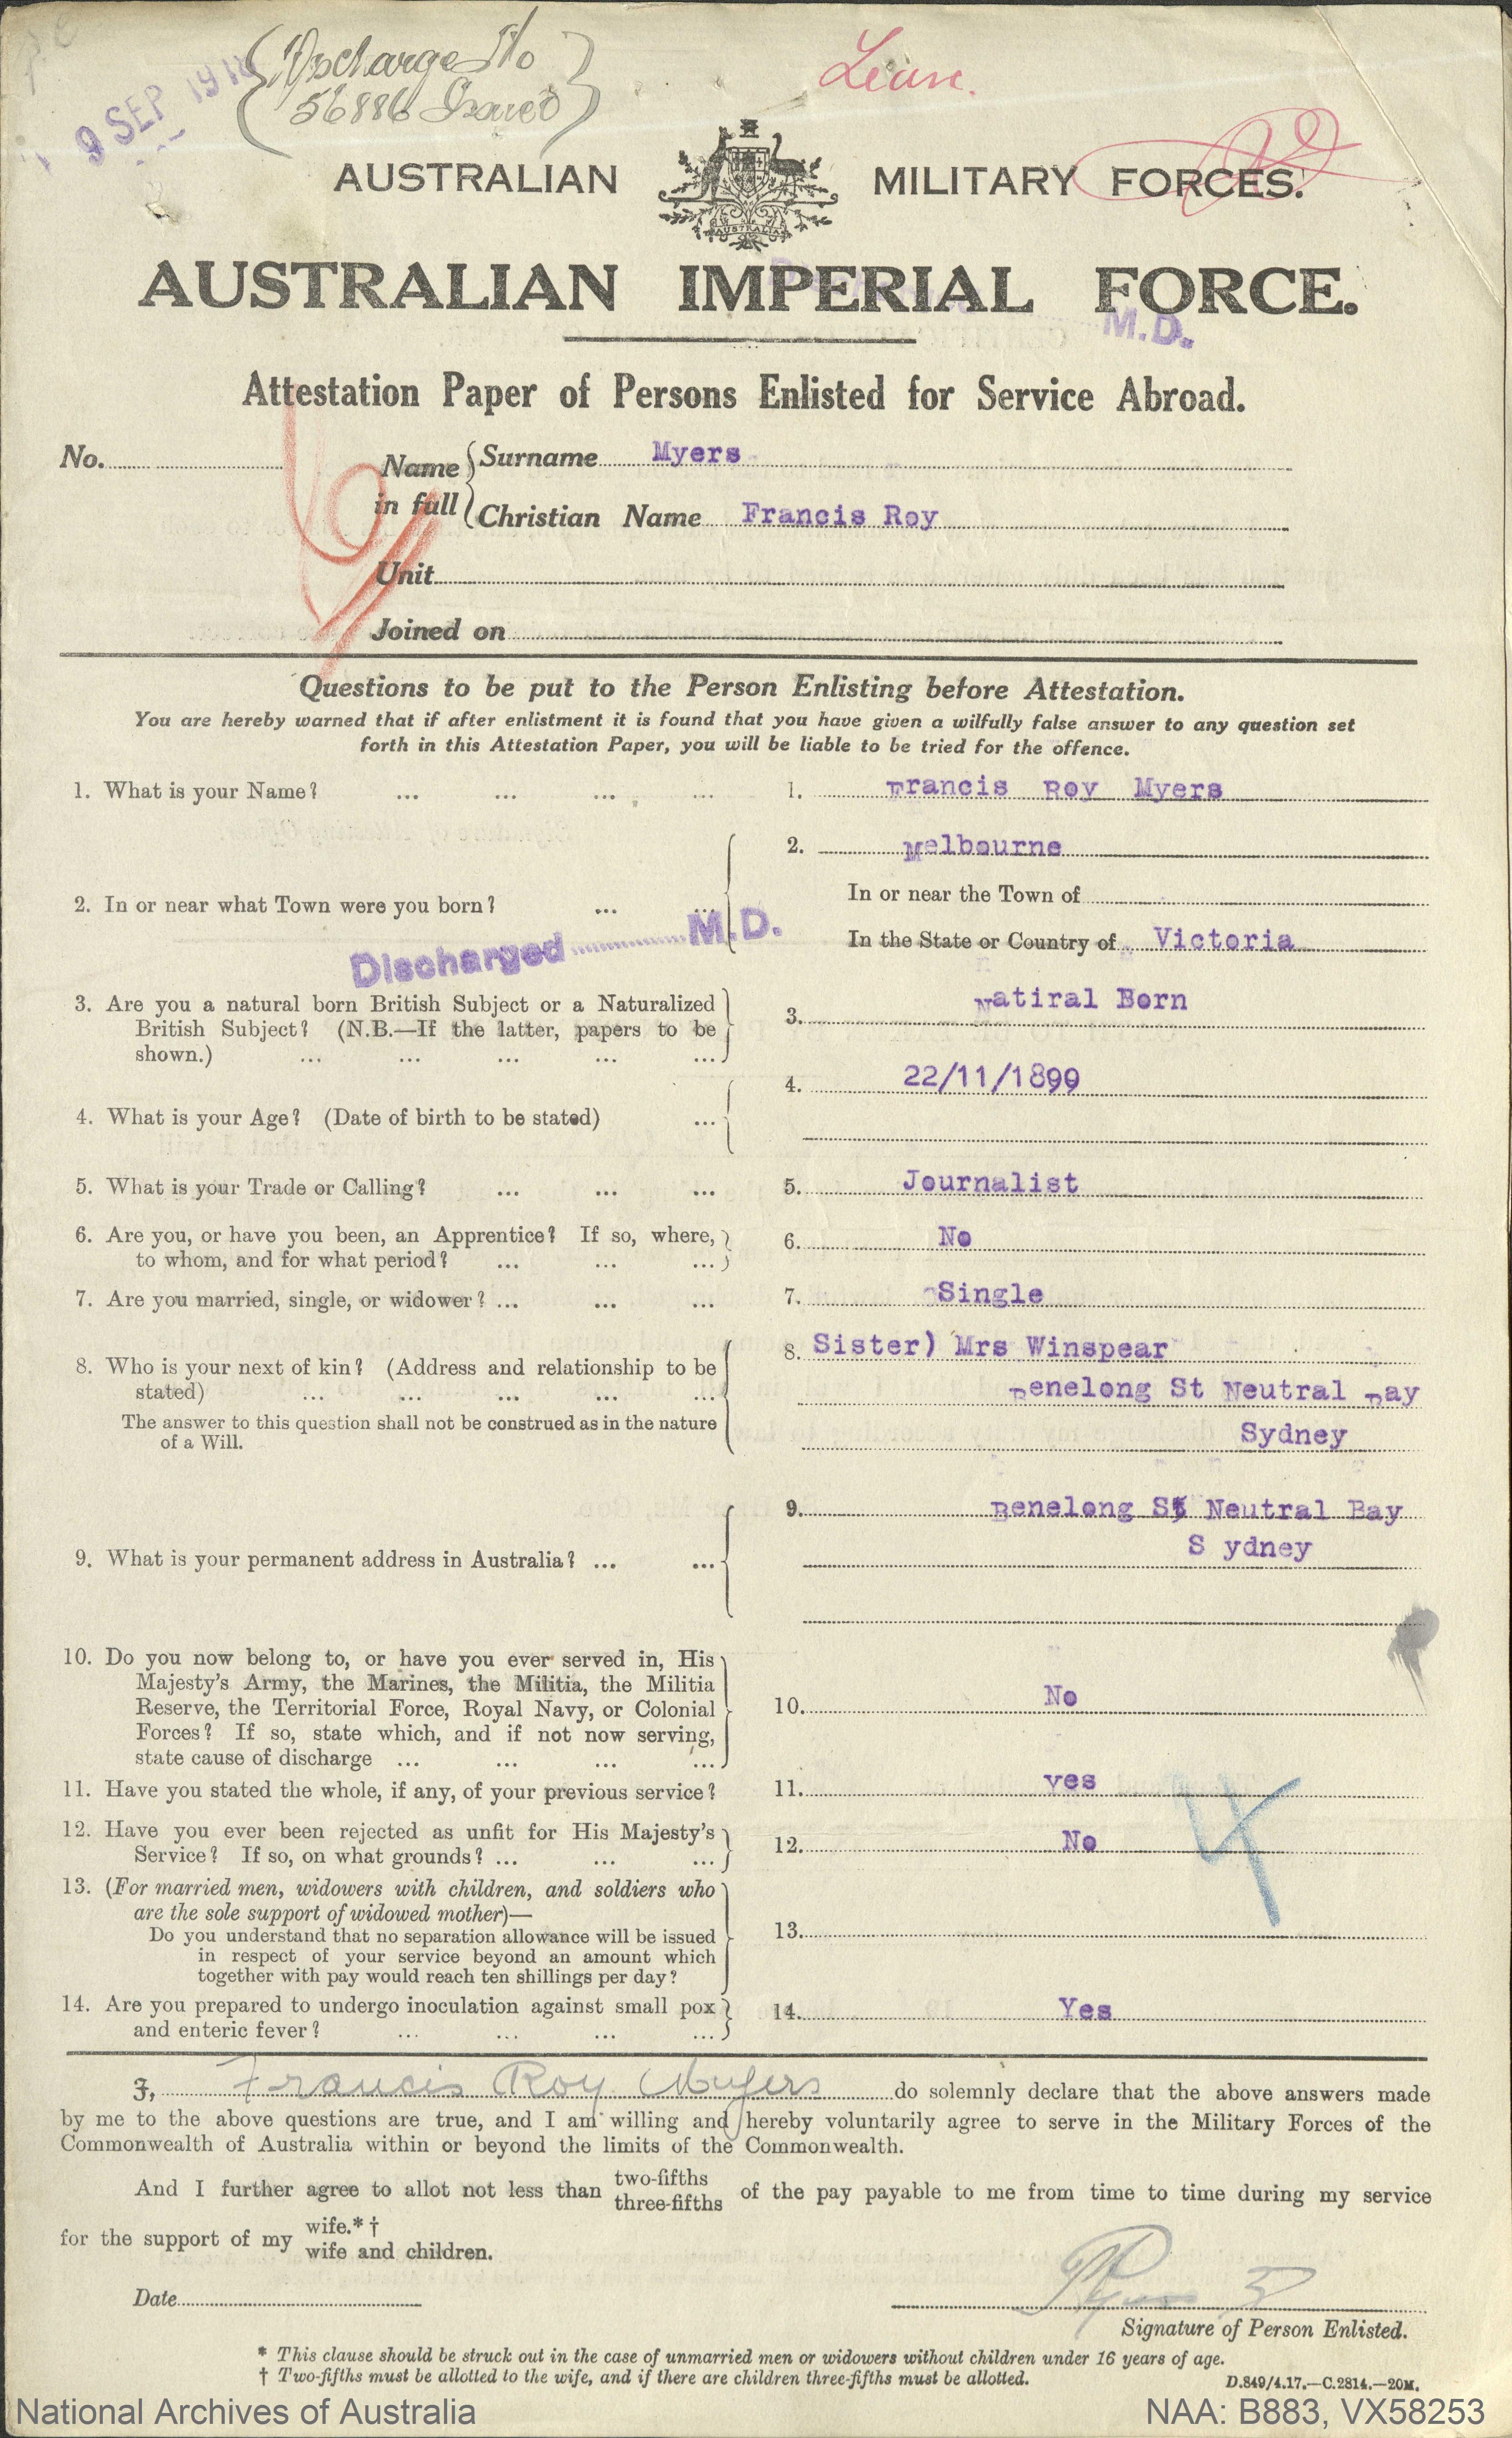 Discharge No
56886 Issued
9 SEP 191
AUSTRALIAN MILITARY FORCES.
AUSTRALIA
AUSTRALIAN IMPERIAL FORCE.
M.D.
Attestation Paper of Persons Enlisted for Service Abroad.
No.
Name in full
Surname Myers
Christian Name Francis Roy
Unit
Joined on
Questions to be put to the Person Enlisting before Attestation.
You are hereby warned that if after enlistment it is found that you have given a wilfully false answer to any question set
forth in this Attestation Paper, you will be liable to be tried for the offence.
1. What is your Name? ... ... ... ... 1. Francis Roy Myers
2. Melbourne
2. In or near what Town were you born? ... ... In or near the Town of
In the State or Country of Victoria
Discharged M.D.
3. Are you a natural born British Subject or a Naturalized
British Subject? (N.B.—If the latter, papers to be
shown.) ... ... ... ... ...
3. Natiral Born
4. What is your Age? (Date of birth to be stated) ...
4. 22/11/1899
5. What is your Trade or Calling? ... ... ... 5. Journalist
6. Are you, or have you been, an Apprentice? If so, where,
to whom, and for what period? ... ... ...
6. No
7. Are you married, single, or widower? ... ... ... 7. Single
8. Who is your next of kin? (Address and relationship to be
stated) ... ... ... ... ...
The answer to this question shall not be construed as in the nature
of a Will.
8. Sister) Mrs Winspear
Benelong St Neutral Bay
Sydney
9. What is your permanent address in Australia? ... ...
9. Benelong St Neutral Bay
S ydney
10. Do you now belong to, or have you ever served in, His
Majesty's Army, the Marines, the Militia, the Militia
Reserve, the Territorial Force, Royal Navy, or Colonial
Forces? If so, state which, and if not now serving,
state cause of discharge ... ... ... ...
10. No
11. Have you stated the whole, if any, of your previous service? 11. yes
12. Have you ever been rejected as unfit for His Majesty's
Service? If so, on what grounds? ... ... ...
12. No
13. (For married men, widowers with children, and soldiers who
are the sole support of widowed mother)—
Do you understand that no separation allowance will be issued
in respect of your service beyond an amount which
together with pay would reach ten shillings per day?
13.
14. Are you prepared to undergo inoculation against small pox
and enteric fever? ... ... ... ...
14. Yes
I, Francis Roy Myers do solemnly declare that the above answers made
by me to the above questions are true, and I am willing and hereby voluntarily agree to serve in the Military Forces of the
Commonwealth of Australia within or beyond the limits of the Commonwealth.
And I further agree to allot not less than two-fifths three-fifths of the pay payable to me from time to time during my service
for the support of my wife.* † wife and children.
Date
Signature of Person Enlisted.
* This clause should be struck out in the case of unmarried men or widowers without children under 16 years of age.
† Two-fifths must be allotted to the wife, and if there are children three-fifths must be allotted.
D.849/4.17.—C.2814.—20M.
National Archives of Australia
NAA: B883, VX58253